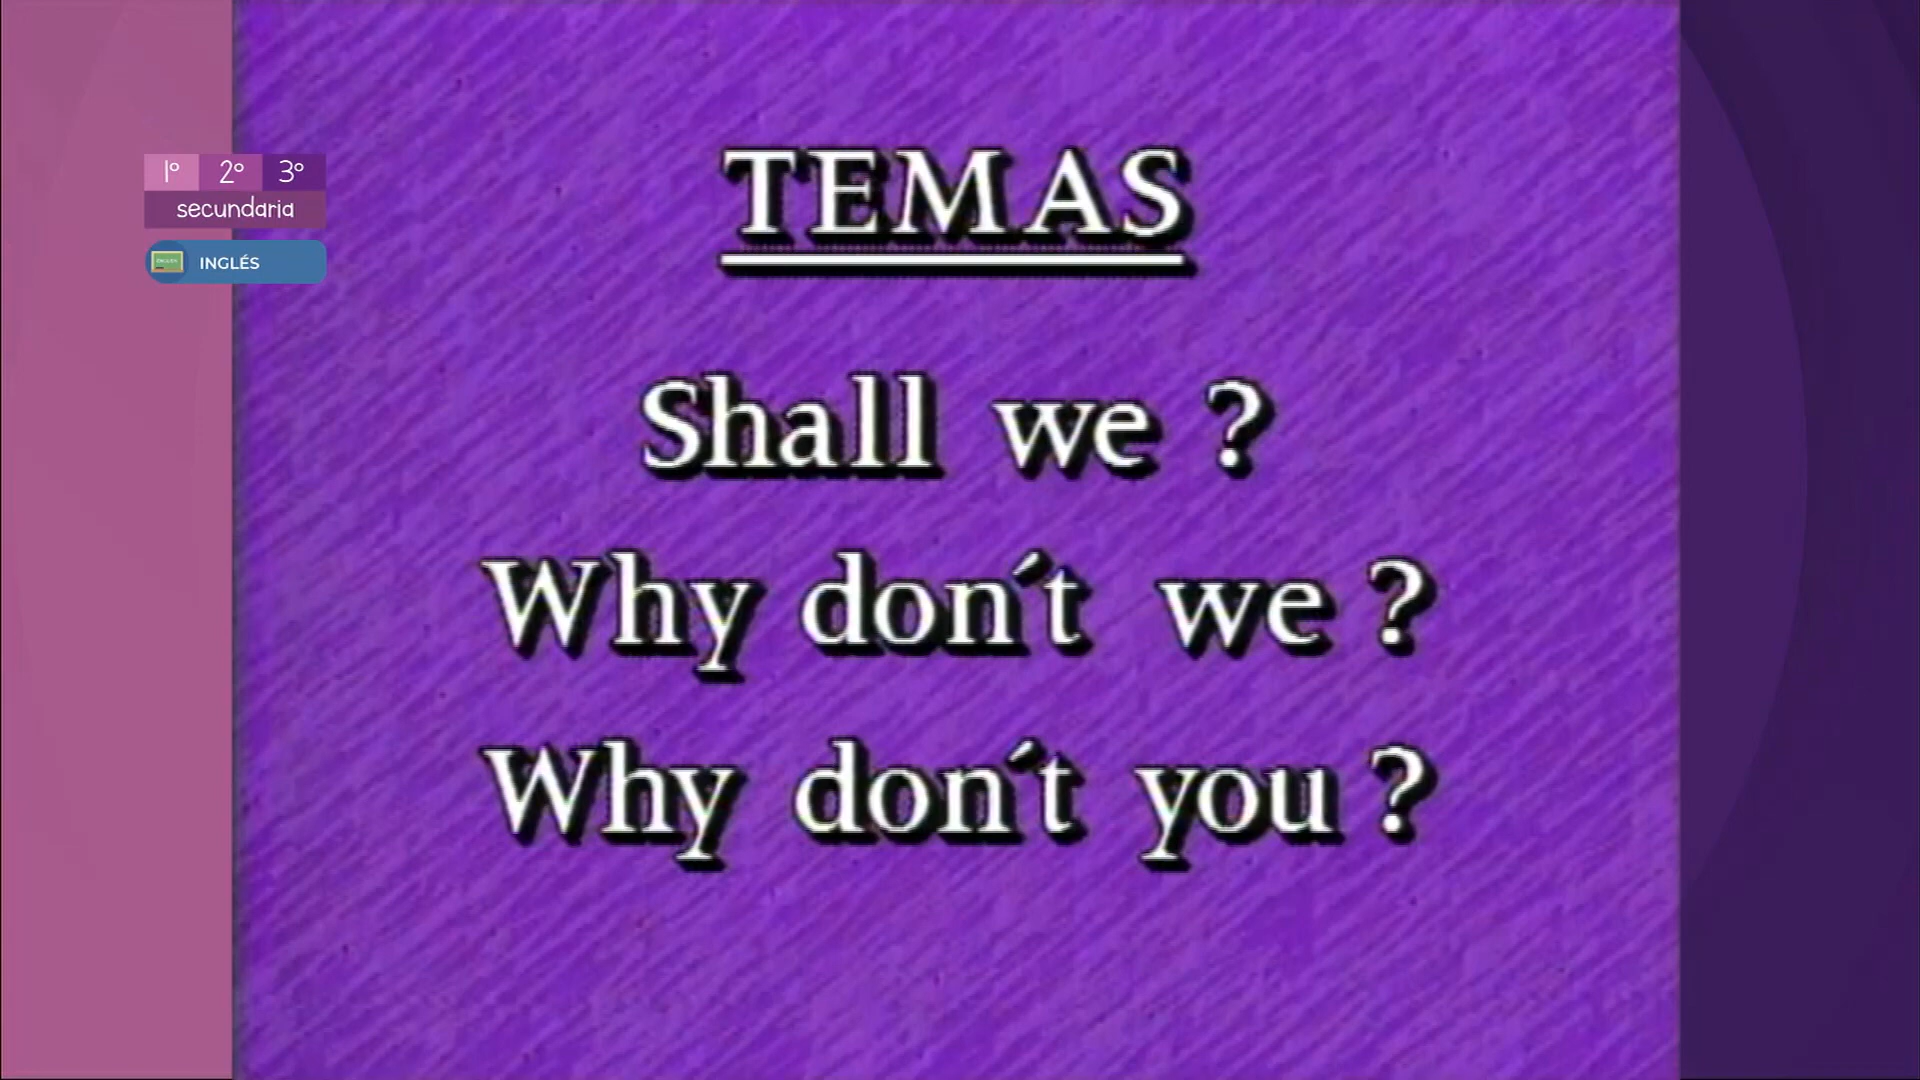 1° 2° 3°
secundaria
INGLÉS
TEMAS
Shall we ?
Why don´t we ?
Why don´t you ?